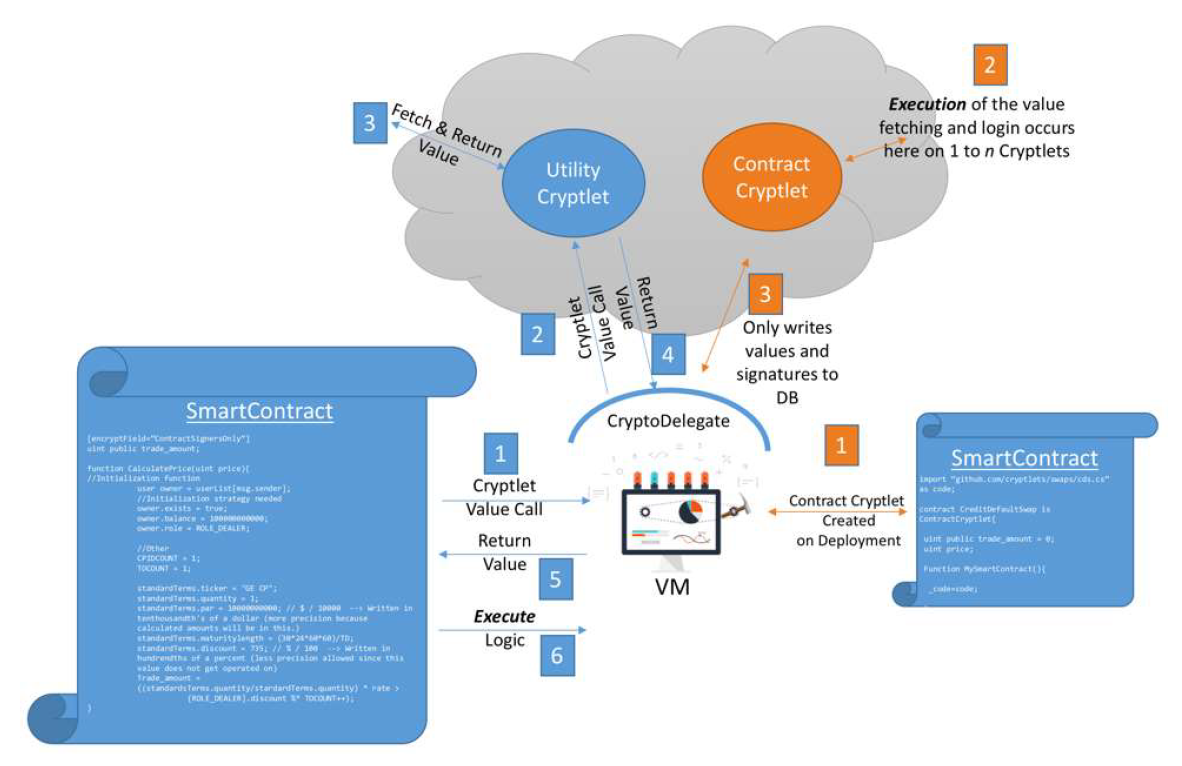 2
Execution of the value
fetching and login occurs
here on 1 to n Cryptlets
3
Fetch & Return
Value
Utility
Cryptlet
Contract
Cryptlet
2
Cryptlet
Value Call
Return
Value
4
3
Only writes
values and
signatures to
DB
SmartContract
[encryptField="ContractSignersOnly"]
uint public trade_amount;
function CalculatePrice(uint price){
//Initialization function
user owner = userList[msg.sender];
//Initialization strategy needed
owner.exists = true;
owner.balance = 100000000000;
owner.role = ROLE_DEALER;
//Other
CPIDCOUNT = 1;
TOCOUNT = 1;
standardTerms.ticker = "GE CP";
standardTerms.quantity = 1;
standardTerms.par = 10000000000; // $ / 10000 --> Written in
tenthousandth's of a dollar (more precision because
calculated amounts will be in this.)
standardTerms.maturitylength = (30*24*60*60)/TD;
standardTerms.discount = 735; // % / 100 --> Written in
hundremdths of a percent (less precision allowed since this
value does not get operated on)
Trade_amount =
((standardsTerms.quantity/standardTerms.quantity) * rate >
[ROLE_DEALER].discount %* TOCOUNT++);
}
1
Cryptlet
Value Call
Return
Value
5
Execute
Logic
6
CryptoDelegate
VM
1
Contract Cryptlet
Created
on Deployment
SmartContract
import "github.com/cryptlets/swaps/cds.cs"
as code;
contract CreditDefaultSwap is
ContractCryptlet{
uint public trade_amount = 0;
uint price;
Function MySmartContract(){
_code=code;